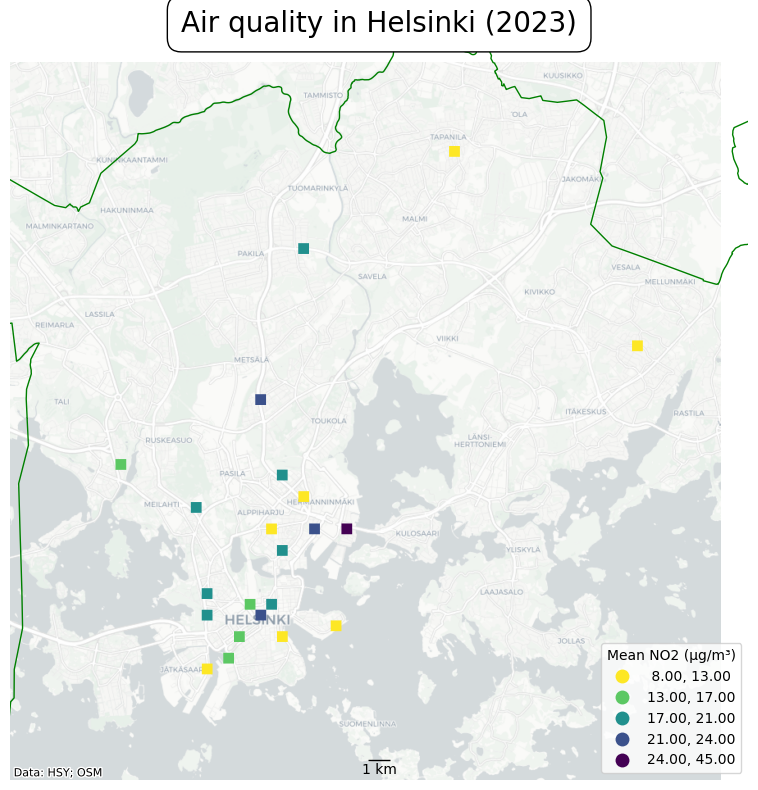 Air quality in Helsinki (2023)
KUUSIKKO
TAMMISTO
OLA
TAPANILA
KUNINKAANTAMMI
JAKOMÄKI
TUOMARINKYLÄ
HAKUNINMAA
MALMI
MALMINKARTANO
PAKILA
VESALA
SAVELA
MELLUNMÄKI
KIVIKKO
LASSILA
REIMARLA
VIIKKI
METSÄLÄ
TALI
ITÄKESKUS
RASTILA
TOUKOLA
RUSKEASUO
LÄNSI-
HERTTONIEMI
PASILA
MEILAHTI
HERMANNINMÄKI
ALPPIHARJU
KULOSAARI
YLISKYLÄ
LAAJASALO
HELSINKI
JOLLAS
JÄTKÄSAAR
SUOMENLINNA
Mean NO2 (µg/m³)
8.00, 13.00
13.00, 17.00
17.00, 21.00
21.00, 24.00
24.00, 45.00
1 km
Data: HSY; OSM